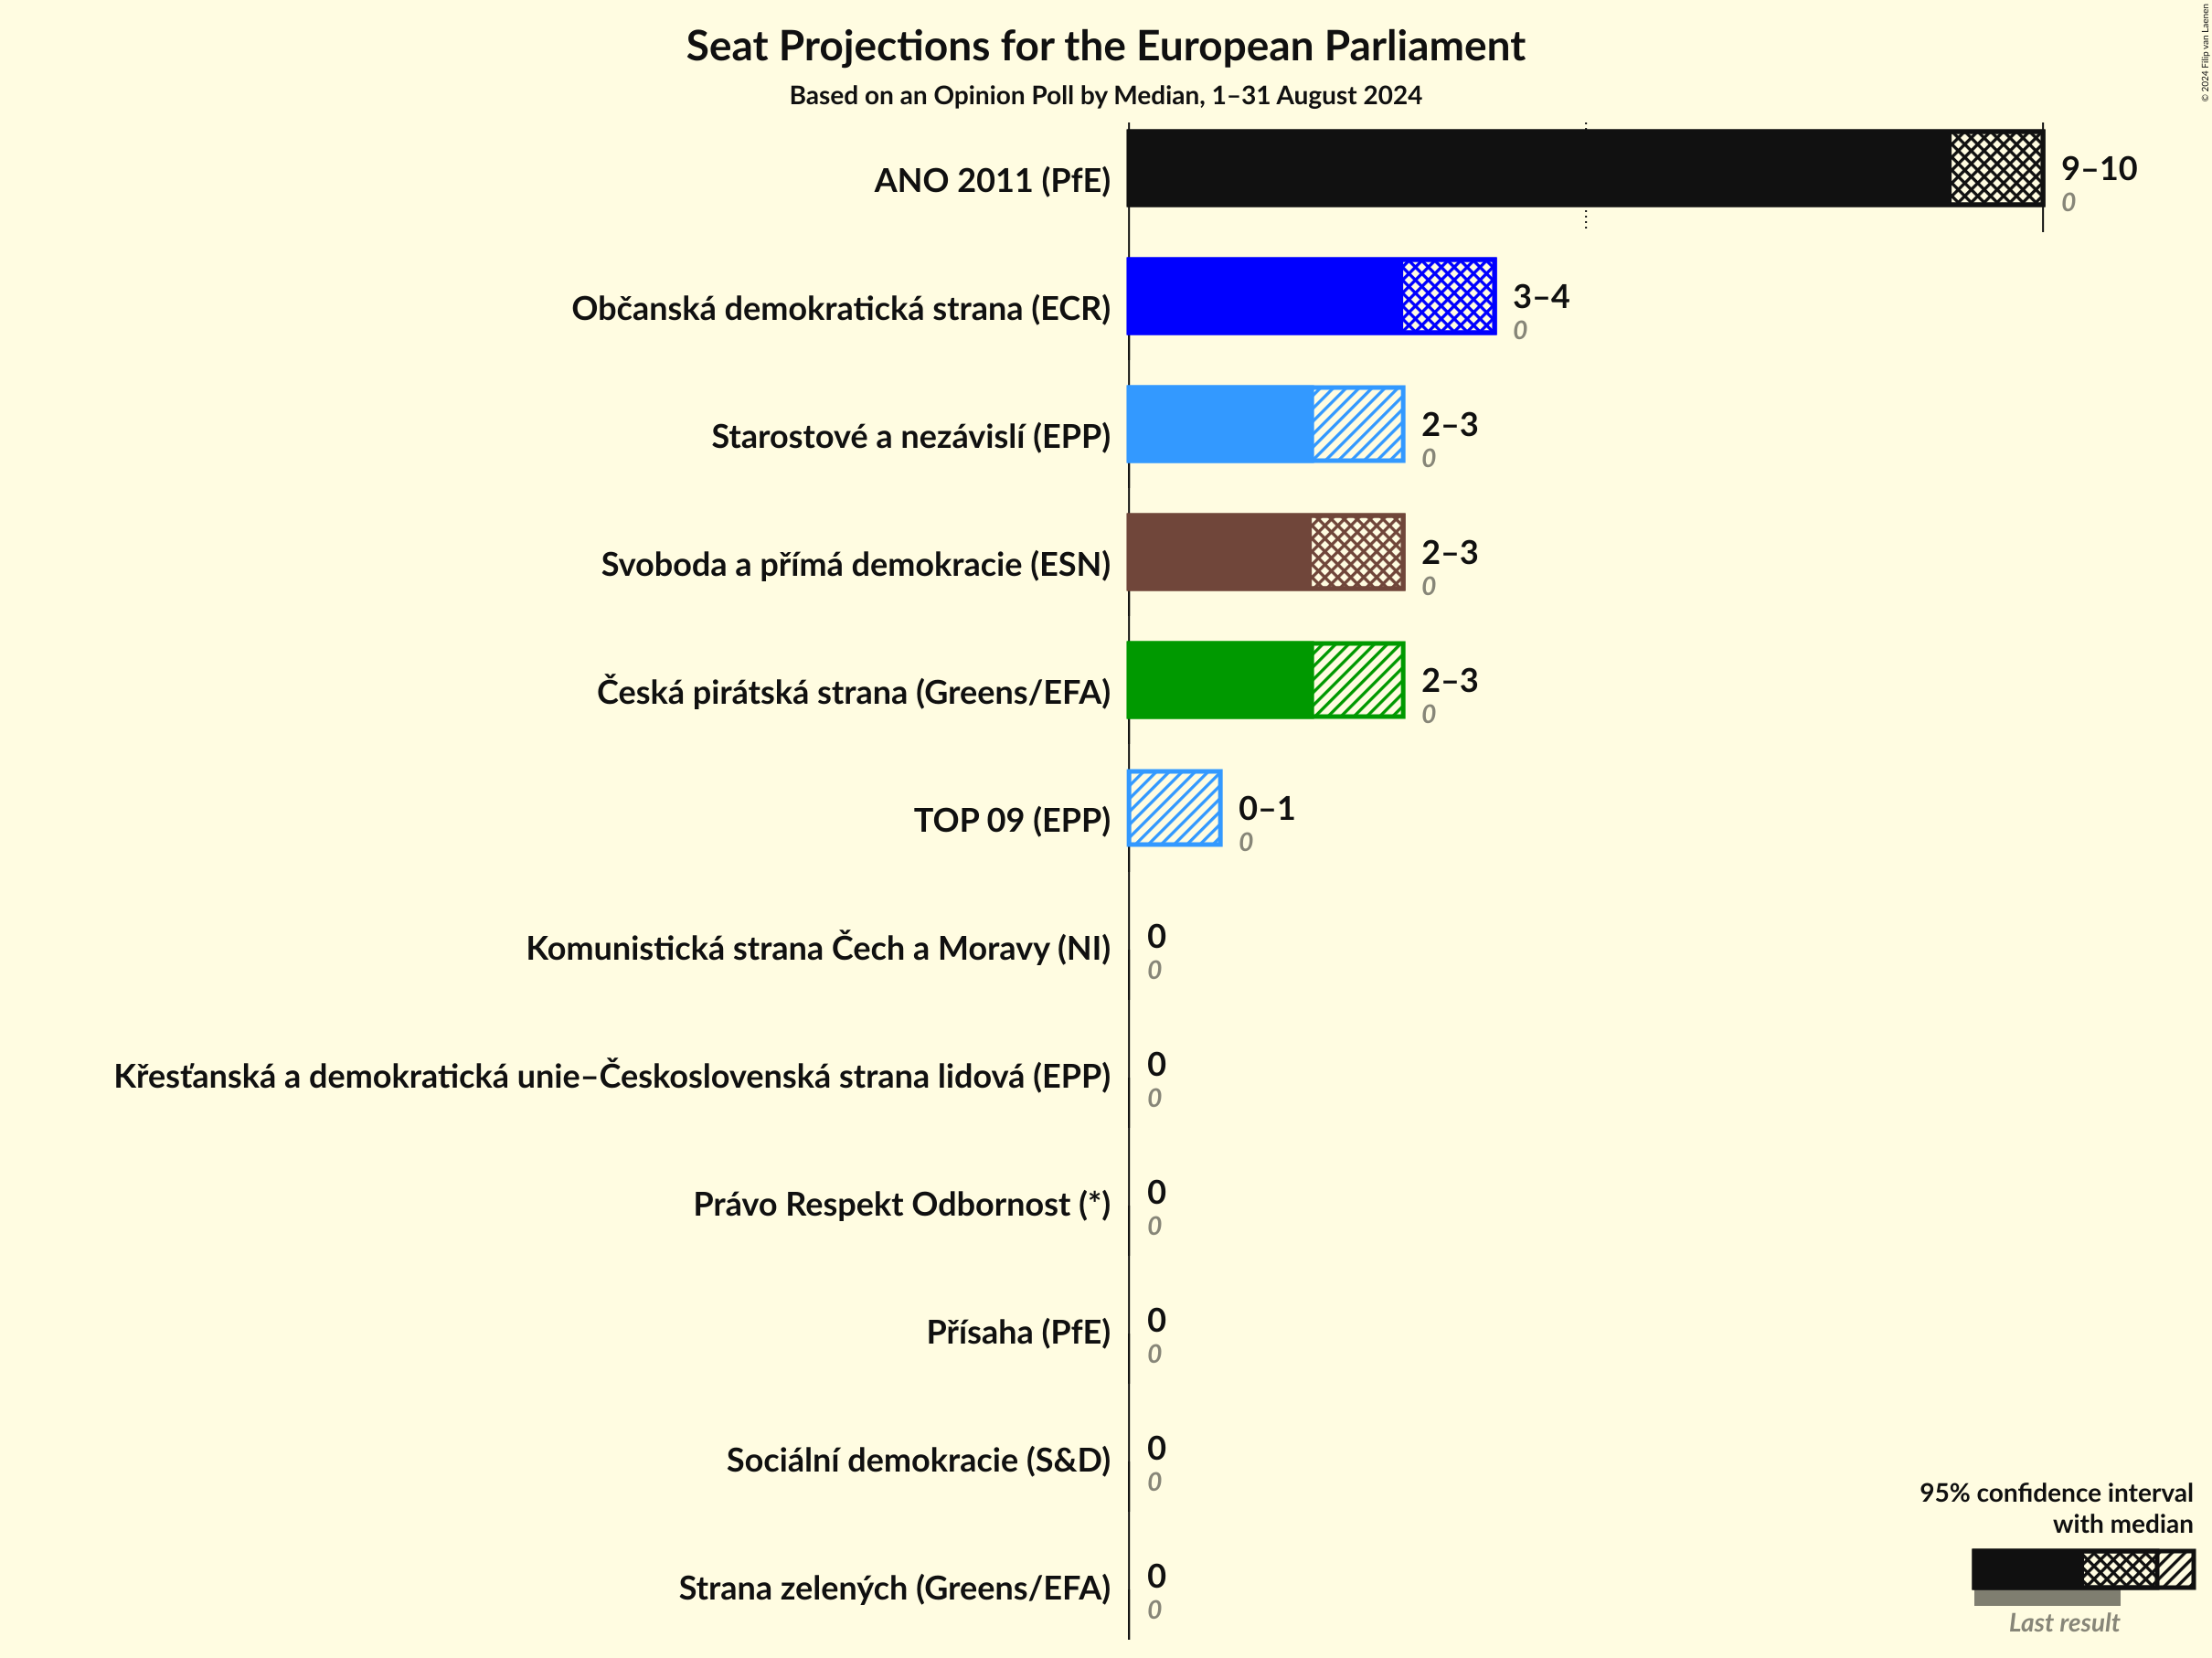 Seat Projections for the European Parliament
Based on an Opinion Poll by Median, 1–31 August 2024
© 2024 Filip van Laenen
ANO 2011 (PfE)
9–10
0
Občanská demokratická strana (ECR)
3–4
0
Starostové a nezávislí (EPP)
2–3
0
Svoboda a přímá demokracie (ESN)
2–3
0
Česká pirátská strana (Greens/EFA)
2–3
0
TOP 09 (EPP)
0–1
0
Komunistická strana Čech a Moravy (NI)
0
0
Křesťanská a demokratická unie–Československá strana lidová (EPP)
0
0
Právo Respekt Odbornost (*)
0
0
Přísaha (PfE)
0
0
Sociální demokracie (S&D)
0
0
Strana zelených (Greens/EFA)
0
0
95% confidence interval
with median
Last result